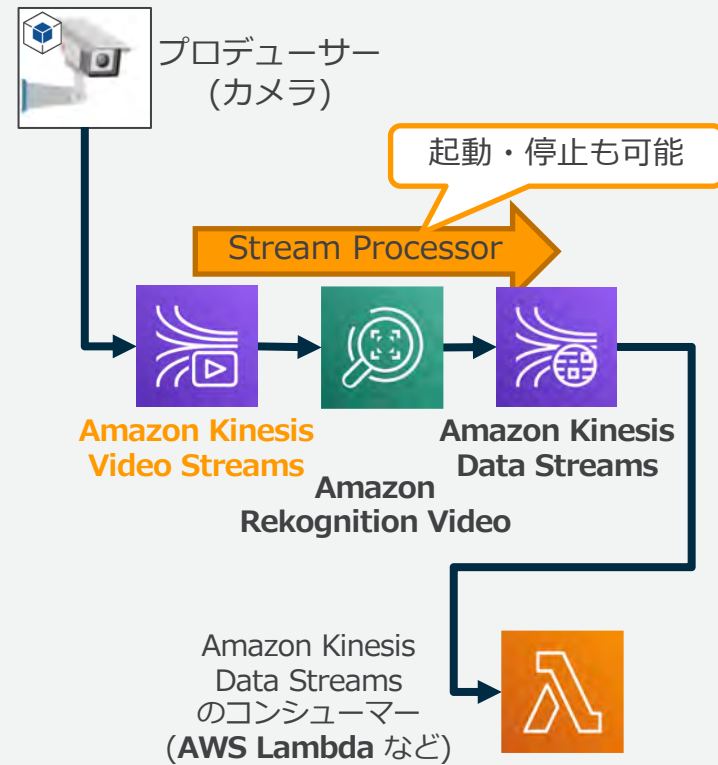 プロデューサー
(カメラ)
起動・停止も可能
Stream Processor
Amazon Kinesis
Video Streams
Amazon
Rekognition Video
Amazon Kinesis
Data Streams
Amazon Kinesis
Data Streams
のコンシューマー
(AWS Lambda など)